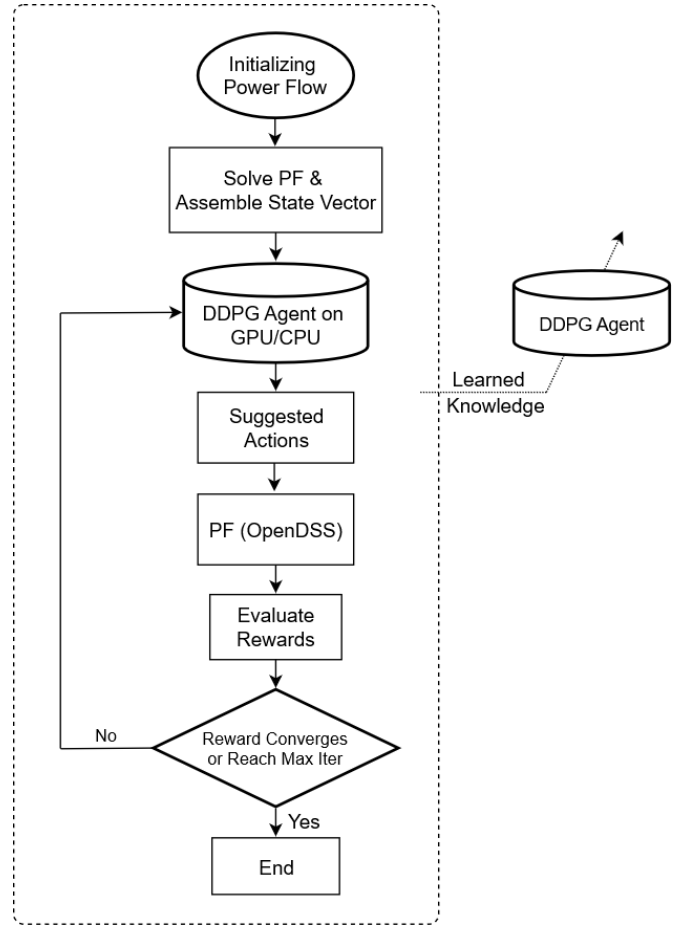 Initializing
Power Flow
Solve PF &
Assemble State Vector
DDPG Agent on
GPU/CPU
Suggested
Actions
PF (OpenDSS)
Evaluate
Rewards
Reward Converges
or Reach Max Iter
No
Yes
End
DDPG Agent
Learned
Knowledge